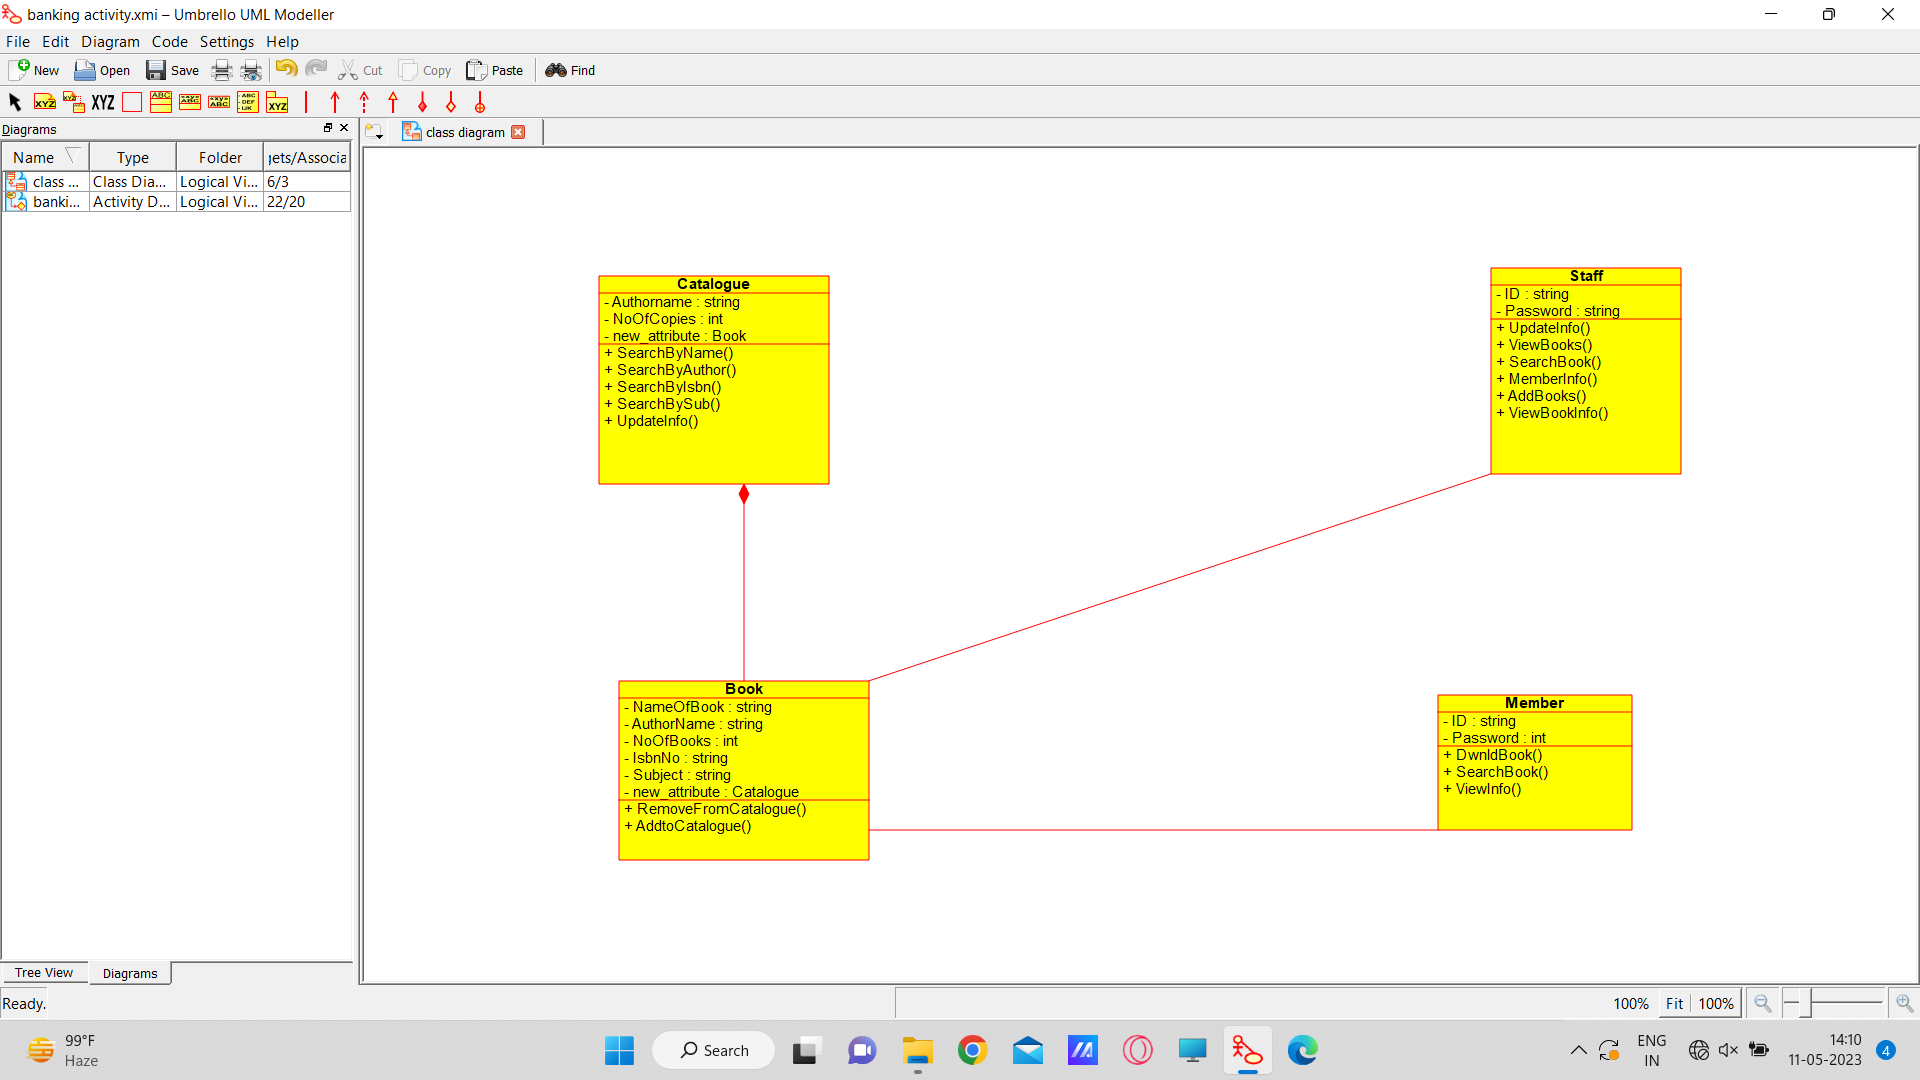 banking activity.xmi – Umbrello UML Modeller
File Edit Diagram Code Settings Help
New Open Save Cut Copy Paste Find
XYZ XYZ XYZ ABC XYZ
Diagrams
class diagram
Name Type Folder gets/Associa
class ... Class Dia... Logical Vi... 6/3
banki... Activity D... Logical Vi... 22/20
Catalogue
- Authorname : string
- NoOfCopies : int
- new_attribute : Book
+ SearchByName()
+ SearchByAuthor()
+ SearchByIsbn()
+ SearchBySub()
+ UpdateInfo()
Staff
- ID : string
- Password : string
+ UpdateInfo()
+ ViewBooks()
+ SearchBook()
+ MemberInfo()
+ AddBooks()
+ ViewBookInfo()
Book
- NameOfBook : string
- AuthorName : string
- NoOfBooks : int
- IsbnNo : string
- Subject : string
- new_attribute : Catalogue
+ RemoveFromCatalogue()
+ AddtoCatalogue()
Member
- ID : string
- Password : int
+ DwnldBook()
+ SearchBook()
+ ViewInfo()
Tree View Diagrams
Ready.
100% Fit 100%
99°F
Haze
Search
ENG
IN
14:10
11-05-2023
4